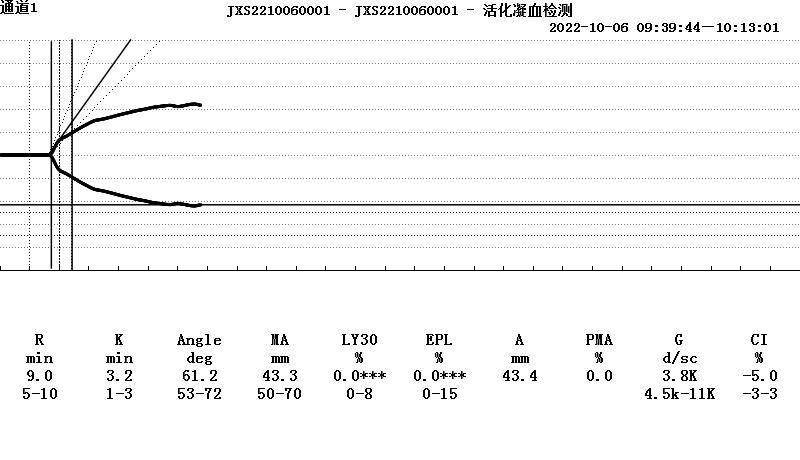 通道1
JXS2210060001 - JXS2210060001 - 活化凝血检测
2022-10-06 09:39:44—10:13:01
R K Angle MA LY30 EPL A PMA G CI
min min deg mm % % mm % d/sc %
9.0 3.2 61.2 43.3 0.0*** 0.0*** 43.4 0.0 3.8K -5.0
5-10 1-3 53-72 50-70 0-8 0-15 4.5k-11K -3-3